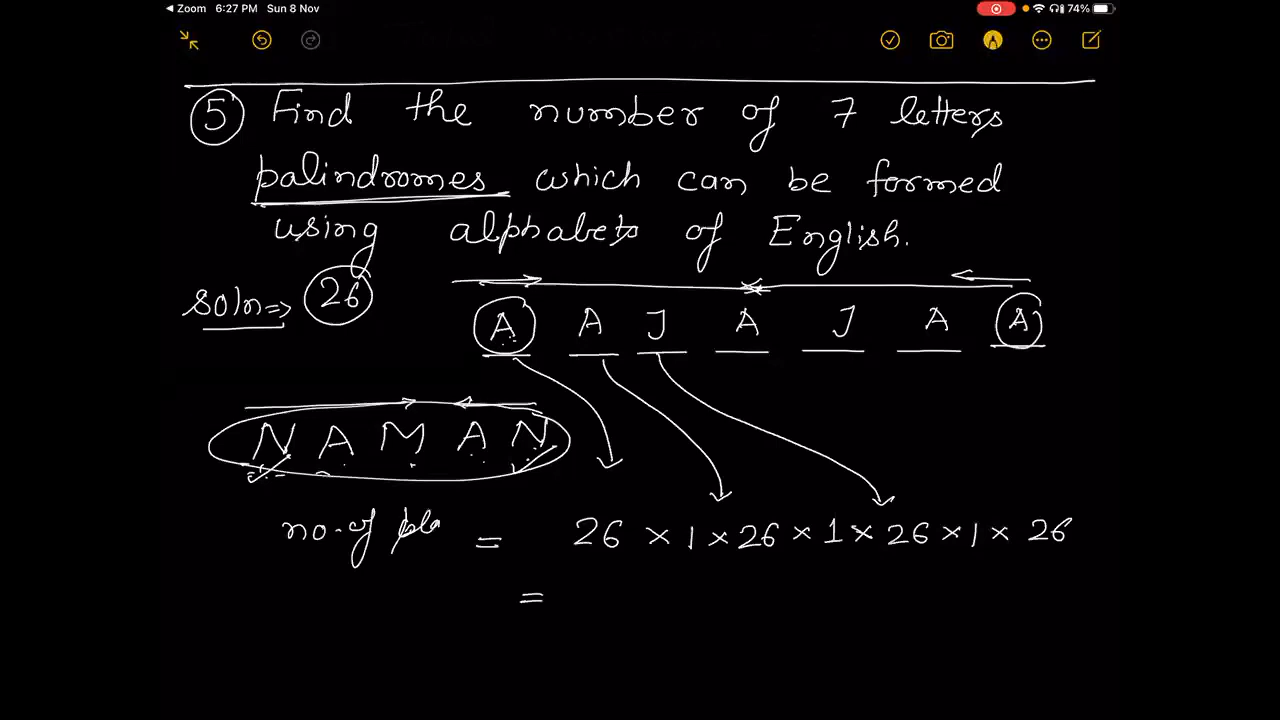 Zoom 6:27 PM Sun 8 Nov 74%
5 Find the number of 7 letters
palindromes which can be formed
using alphabets of English.
soln⇒ 26
A A J A J A A
N A M A N
no. of = 26 × 1 × 26 × 1 × 26 × 1 × 26
=